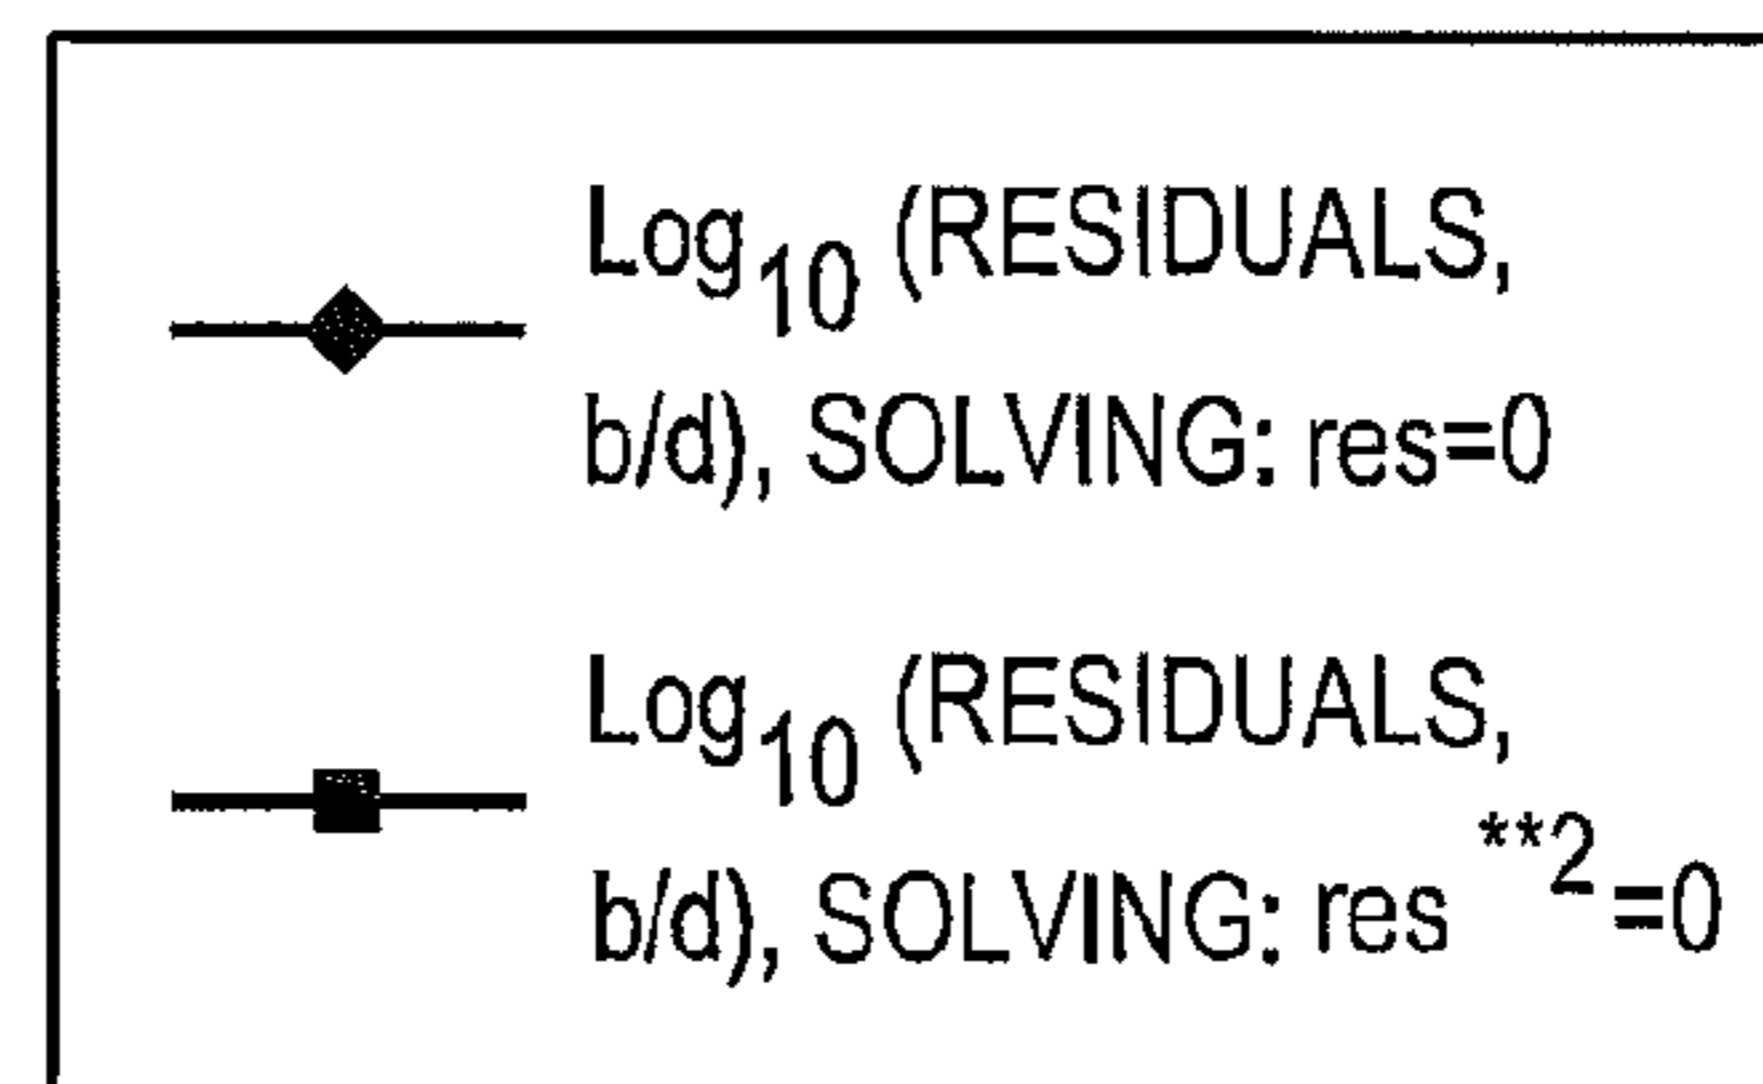 Log10 (RESIDUALS,
b/d), SOLVING: res=0
Log10 (RESIDUALS,
b/d), SOLVING: res **2 =0